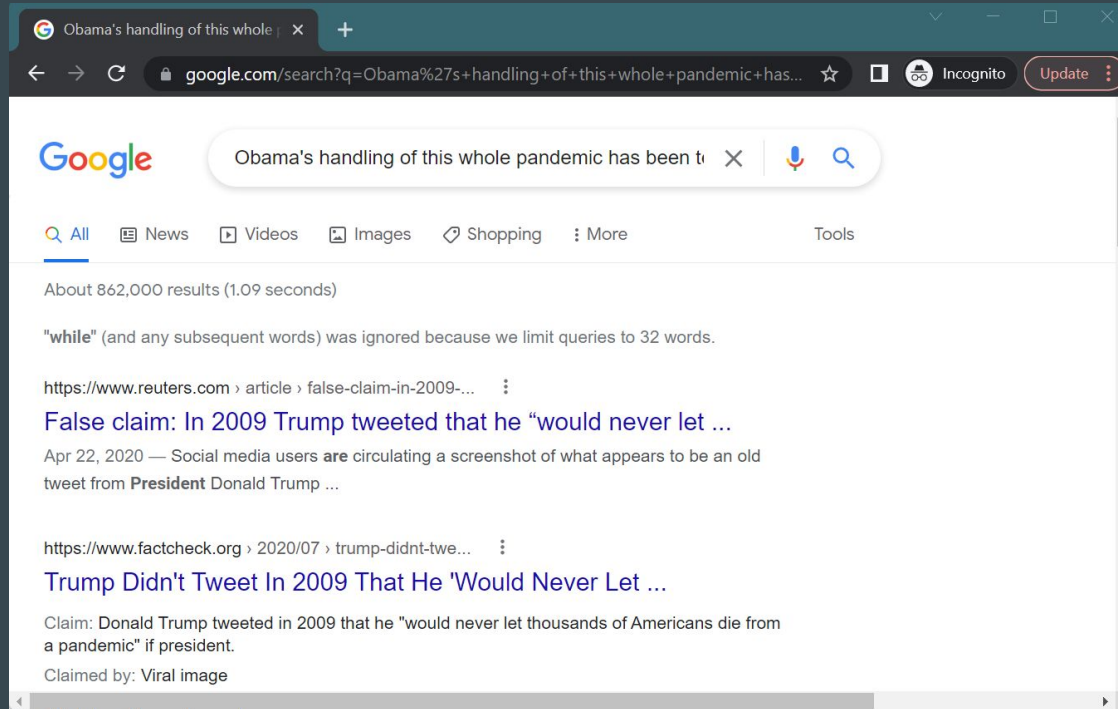 Obama's handling of this whole
google.com/search?q=Obama%27s+handling+of+this+whole+pandemic+has...
Incognito
Update
Google
Obama's handling of this whole pandemic has been
All
News
Videos
Images
Shopping
More
Tools
About 862,000 results (1.09 seconds)
"while" (and any subsequent words) was ignored because we limit queries to 32 words.
https://www.reuters.com › article › false-claim-in-2009-...
False claim: In 2009 Trump tweeted that he “would never let ...
Apr 22, 2020 — Social media users are circulating a screenshot of what appears to be an old
tweet from President Donald Trump ...
https://www.factcheck.org › 2020/07 › trump-didnt-twe...
Trump Didn't Tweet In 2009 That He 'Would Never Let ...
Claim: Donald Trump tweeted in 2009 that he "would never let thousands of Americans die from
a pandemic" if president.
Claimed by: Viral image